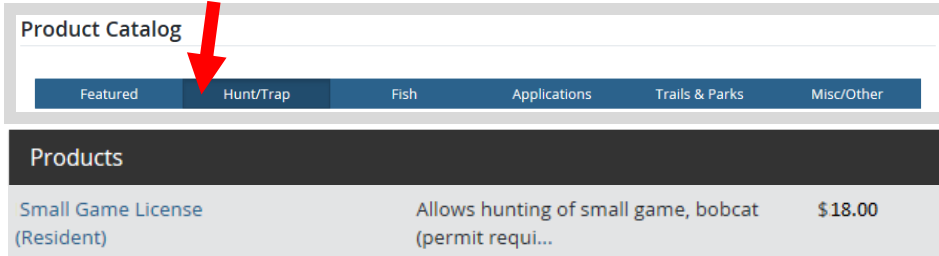 Product Catalog
Featured Hunt/Trap Fish Applications Trails & Parks Misc/Other
Products
Small Game License Allows hunting of small game, bobcat $18.00
(Resident) (permit requi...